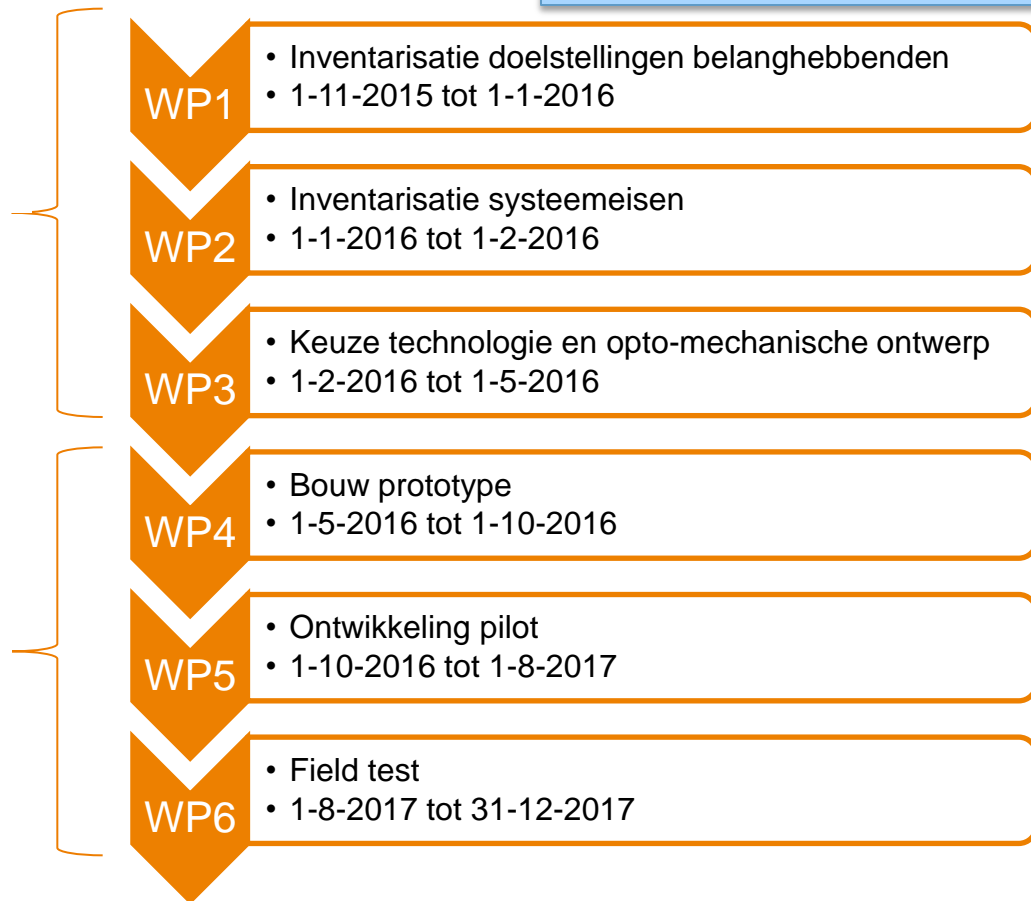 WP1
• Inventarisatie doelstellingen belanghebbenden
• 1-11-2015 tot 1-1-2016
WP2
• Inventarisatie systeemeisen
• 1-1-2016 tot 1-2-2016
WP3
• Keuze technologie en opto-mechanische ontwerp
• 1-2-2016 tot 1-5-2016
WP4
• Bouw prototype
• 1-5-2016 tot 1-10-2016
WP5
• Ontwikkeling pilot
• 1-10-2016 tot 1-8-2017
WP6
• Field test
• 1-8-2017 tot 31-12-2017